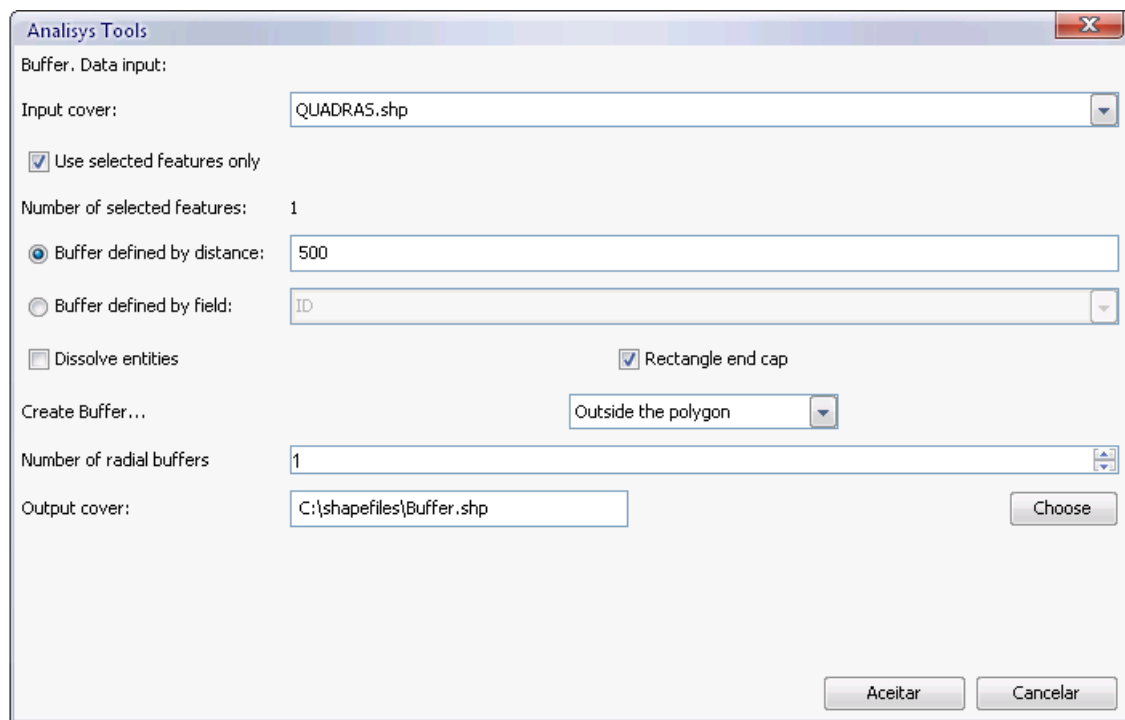 Analisys Tools
Buffer. Data input:
Input cover: QUADRAS.shp
Use selected features only
Number of selected features: 1
Buffer defined by distance: 500
Buffer defined by field: ID
Dissolve entities Rectangle end cap
Create Buffer... Outside the polygon
Number of radial buffers 1
Output cover: C:\shapefiles\Buffer.shp Choose
Aceitar Cancelar